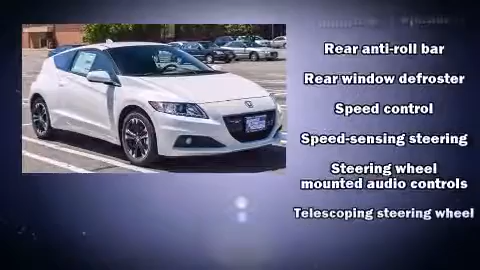 Rear anti-roll bar
Rear window defroster
Speed control
Speed-sensing steering
Steering wheel
mounted audio controls
Telescoping steering wheel